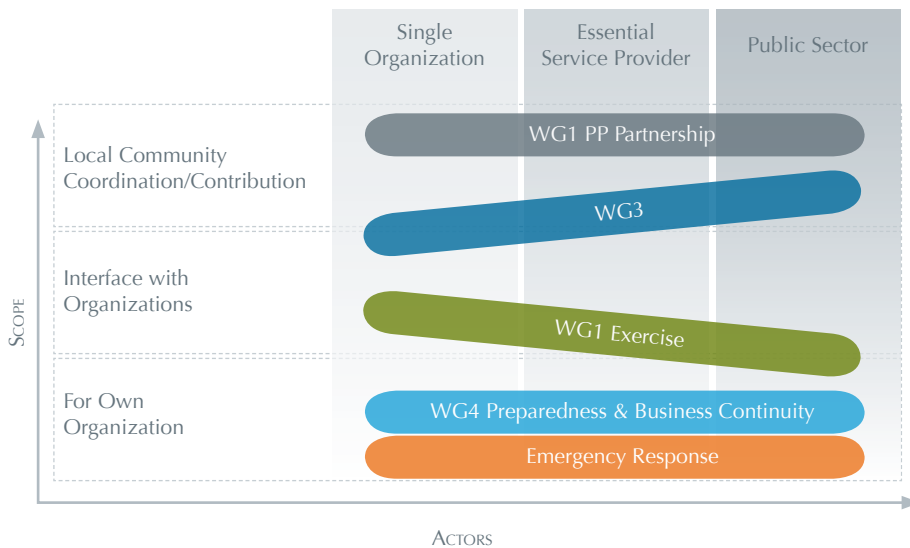 Single
Organization
Essential
Service Provider
Public Sector
Local Community
Coordination/Contribution
WG1 PP Partnership
WG3
Interface with
Organizations
WG1 Exercise
For Own
Organization
WG4 Preparedness & Business Continuity
Emergency Response
Scope
Actors